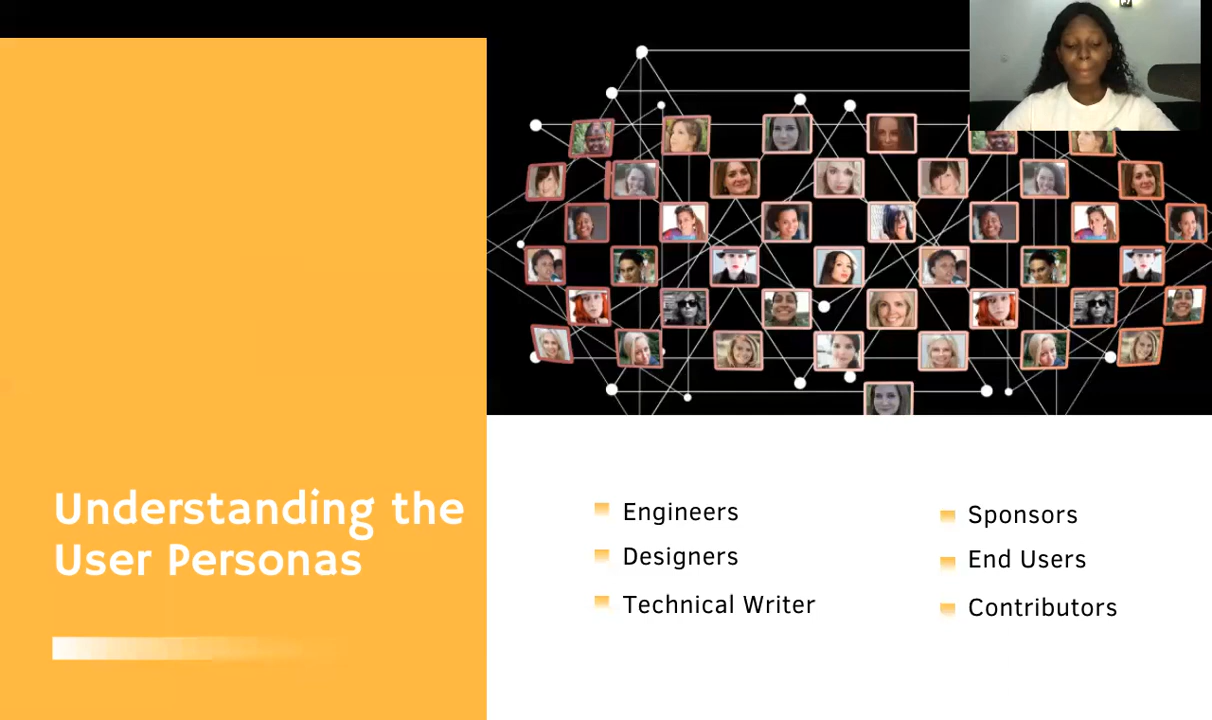 Understanding the
User Personas
Engineers
Designers
Technical Writer
Sponsors
End Users
Contributors